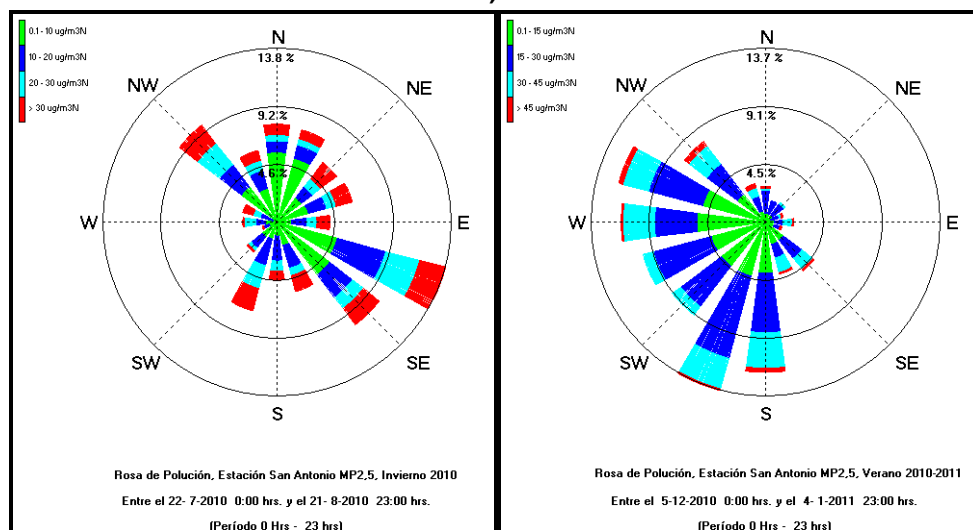 0.1 - 10 ug/m3N
10 - 20 ug/m3N
20 - 30 ug/m3N
> 30 ug/m3N
N
13.8 %
NW
NE
9.2 %
4.6 %
W
E
SW
SE
S
Rosa de Polución, Estación San Antonio MP2,5, Invierno 2010
Entre el 22- 7-2010 0:00 hrs. y el 21- 8-2010 23:00 hrs.
(Período 0 Hrs - 23 hrs)
0.1 - 15 ug/m3N
15 - 30 ug/m3N
30 - 45 ug/m3N
> 45 ug/m3N
N
13.7 %
NW
NE
9.1 %
4.5 %
W
E
SW
SE
S
Rosa de Polución, Estación San Antonio MP2,5, Verano 2010-2011
Entre el 5-12-2010 0:00 hrs. y el 4- 1-2011 23:00 hrs.
(Período 0 Hrs - 23 hrs)